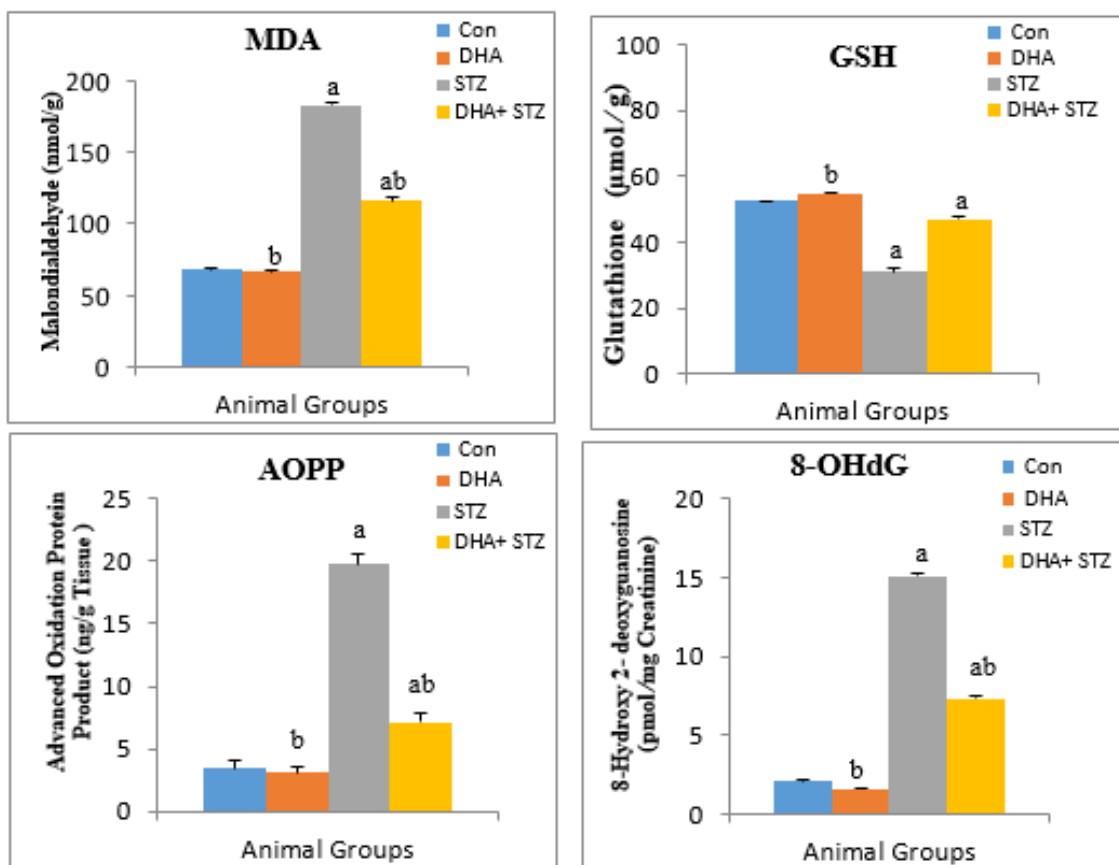 MDA
Con
DHA
STZ
DHA+ STZ
Malondialdehyde (nmol/g)
200
150
100
50
0
b
a
ab
Animal Groups
GSH
Con
DHA
STZ
DHA+ STZ
Glutathione (µmol/g)
100
80
60
40
20
0
b
a
a
Animal Groups
AOPP
Con
DHA
STZ
DHA+ STZ
Advanced Oxidation Protein
Product (ng/g Tissue )
25
20
15
10
5
0
b
a
ab
Animal Groups
8-OHdG
Con
DHA
STZ
DHA+ STZ
8-Hydroxy 2- deoxyguanosine
(pmol/mg Creatinine)
20
15
10
5
0
b
a
ab
Animal Groups